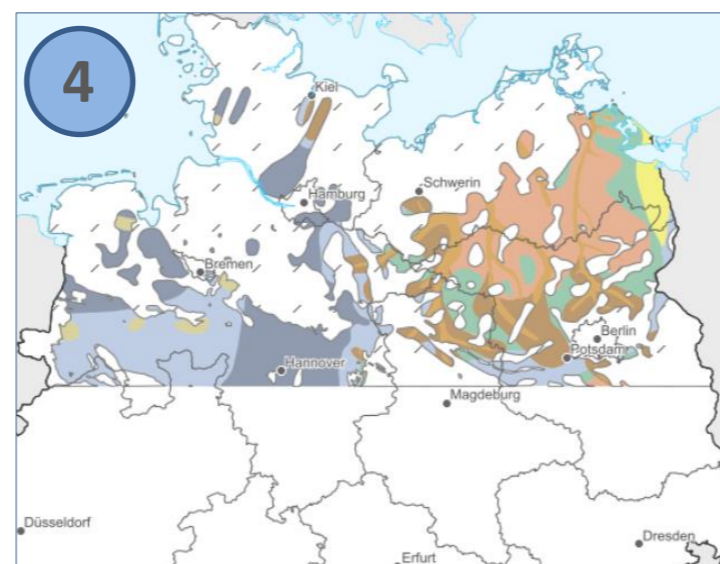 4
Kiel
Schwerin
Hamburg
Bremen
Berlin
Potsdam
Hannover
Magdeburg
Düsseldorf
Dresden
Erfurt